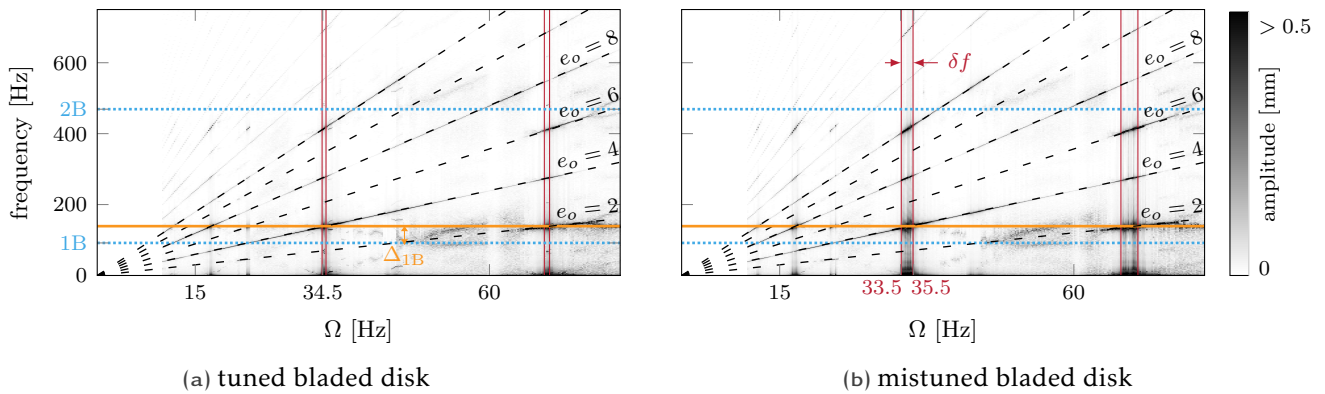 600
2B
400
200
1B
0
frequency [Hz]
e_o = 8
e_o = 6
e_o = 4
e_o = 2
Δ_1B
15
34.5
60
Ω [Hz]
(a) tuned bladed disk
δf
e_o = 8
e_o = 6
e_o = 4
e_o = 2
33.5
35.5
15
60
Ω [Hz]
(b) mistuned bladed disk
> 0.5
amplitude [mm]
0